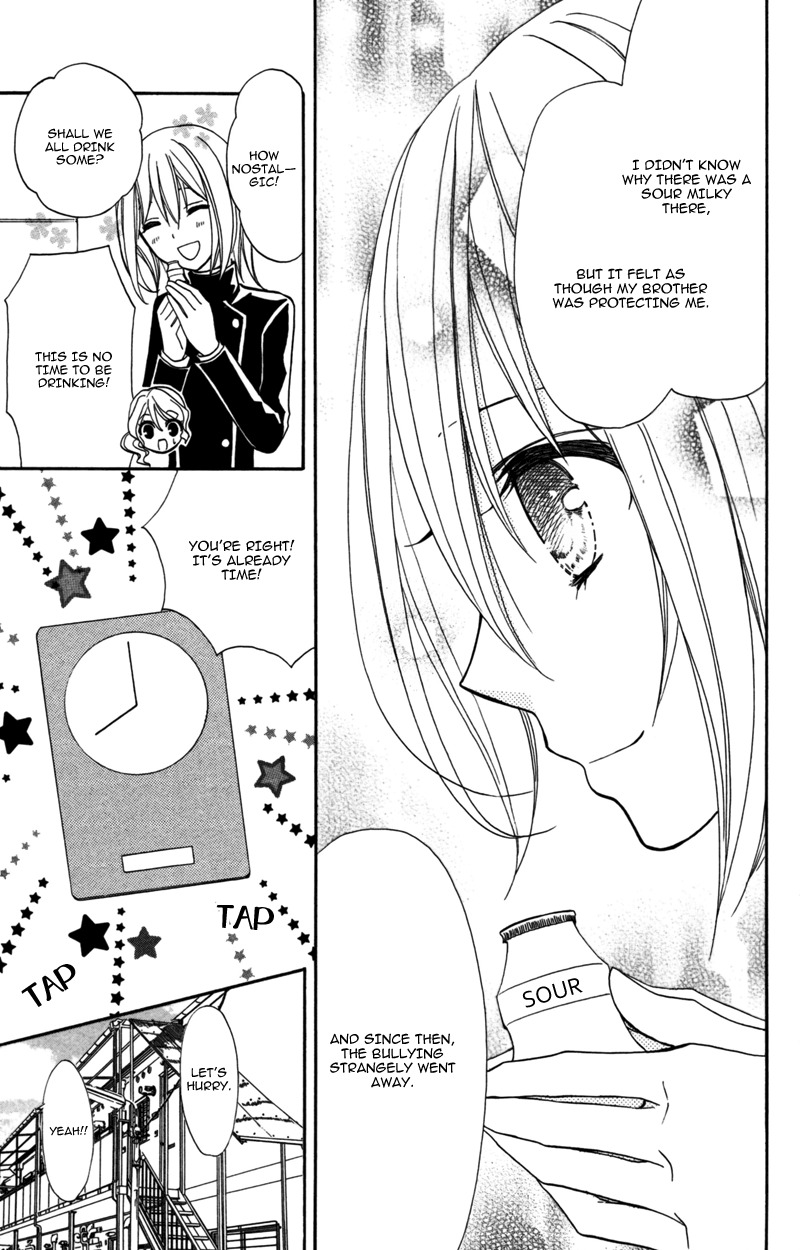 I DIDN'T KNOW
WHY THERE WAS A
SOUR MILKY
THERE,
BUT IT FELT AS
THOUGH MY BROTHER
WAS PROTECTING ME.
SOUR
AND SINCE THEN,
THE BULLYING
STRANGELY WENT
AWAY.
HOW
NOSTAL-
GIC!
SHALL WE
ALL DRINK
SOME?
THIS IS NO
TIME TO BE
DRINKING!
YOU'RE RIGHT!
IT'S ALREADY
TIME!
TAP
TAP
LET'S
HURRY.
YEAH!!